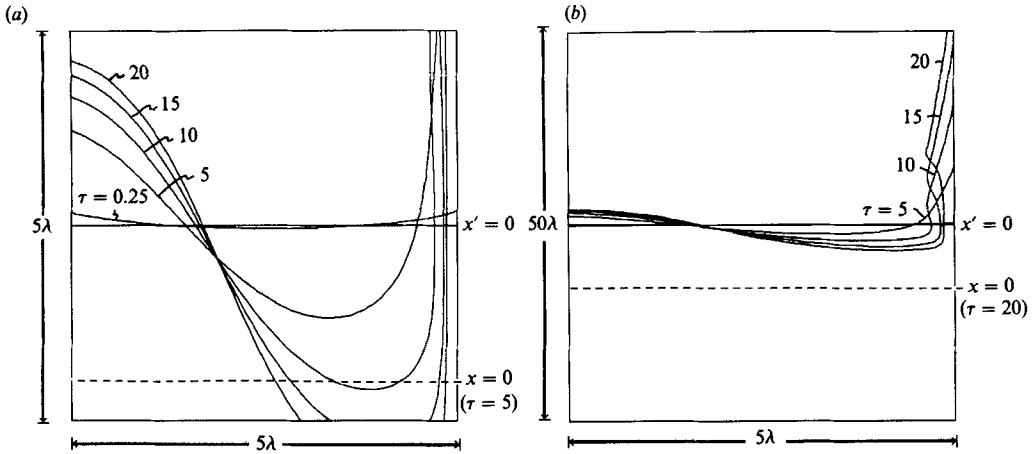 (a)
20
15
10
5
τ = 0.25
5λ
x′ = 0
x = 0
(τ = 5)
5λ
(b)
20
15
10
τ = 5
50λ
x′ = 0
x = 0
(τ = 20)
5λ